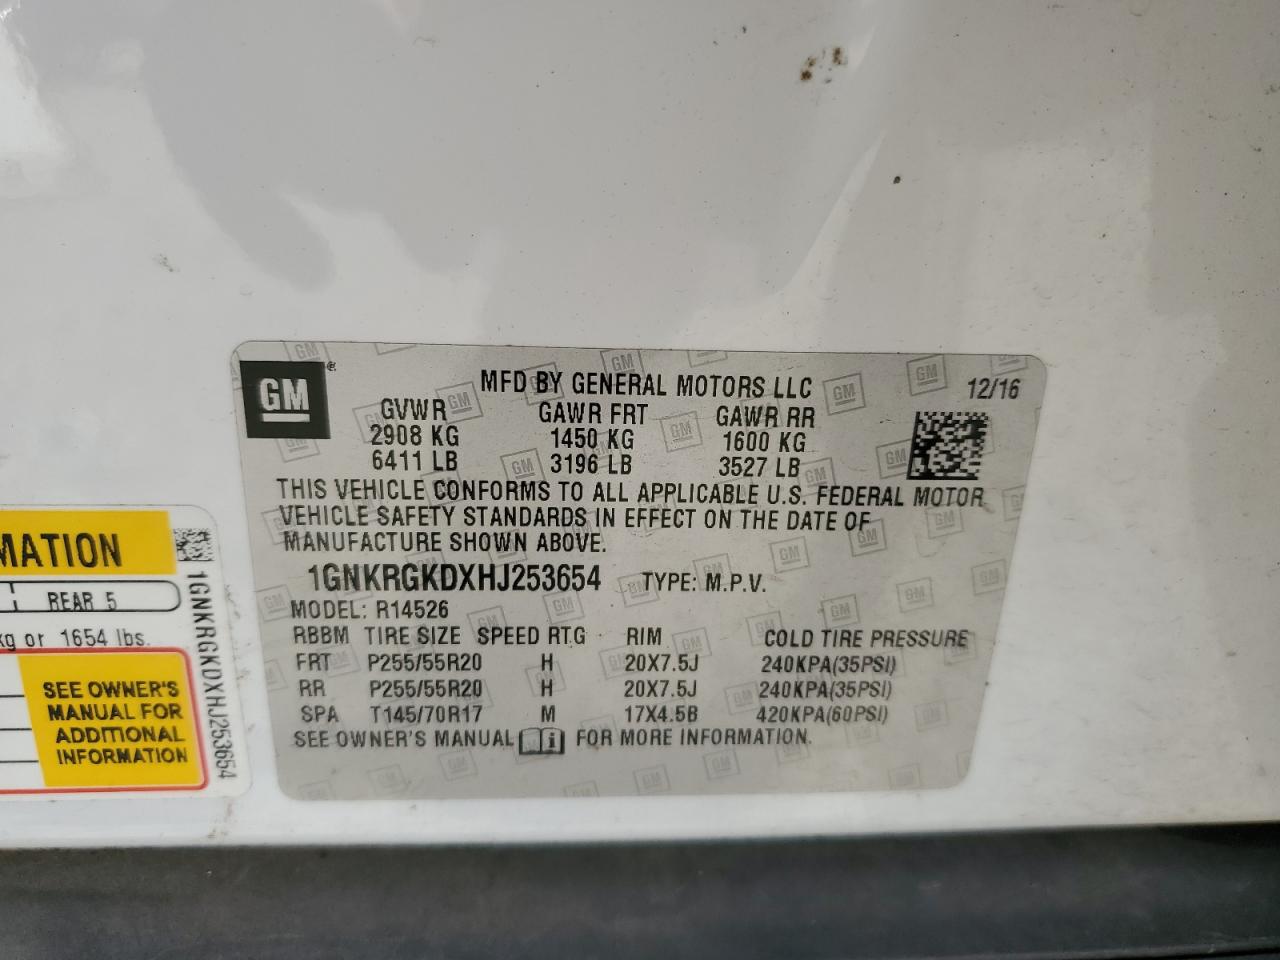 GM
MFD BY GENERAL MOTORS LLC 12/16
GVWR GAWR FRT GAWR RR
2908 KG 1450 KG 1600 KG
6411 LB 3196 LB 3527 LB
THIS VEHICLE CONFORMS TO ALL APPLICABLE U.S. FEDERAL MOTOR
VEHICLE SAFETY STANDARDS IN EFFECT ON THE DATE OF
MANUFACTURE SHOWN ABOVE.
1GNKRGKDXHJ253654 TYPE: M.P.V.
MODEL: R14526
RBBM TIRE SIZE SPEED RTG RIM COLD TIRE PRESSURE
FRT P255/55R20 H 20X7.5J 240KPA(35PSI)
RR P255/55R20 H 20X7.5J 240KPA(35PSI)
SPA T145/70R17 M 17X4.5B 420KPA(60PSI)
SEE OWNER'S MANUAL i FOR MORE INFORMATION.
MATION
REAR 5
kg or 1654 lbs.
SEE OWNER'S
MANUAL FOR
ADDITIONAL
INFORMATION
1GNKRGKDXHJ253654